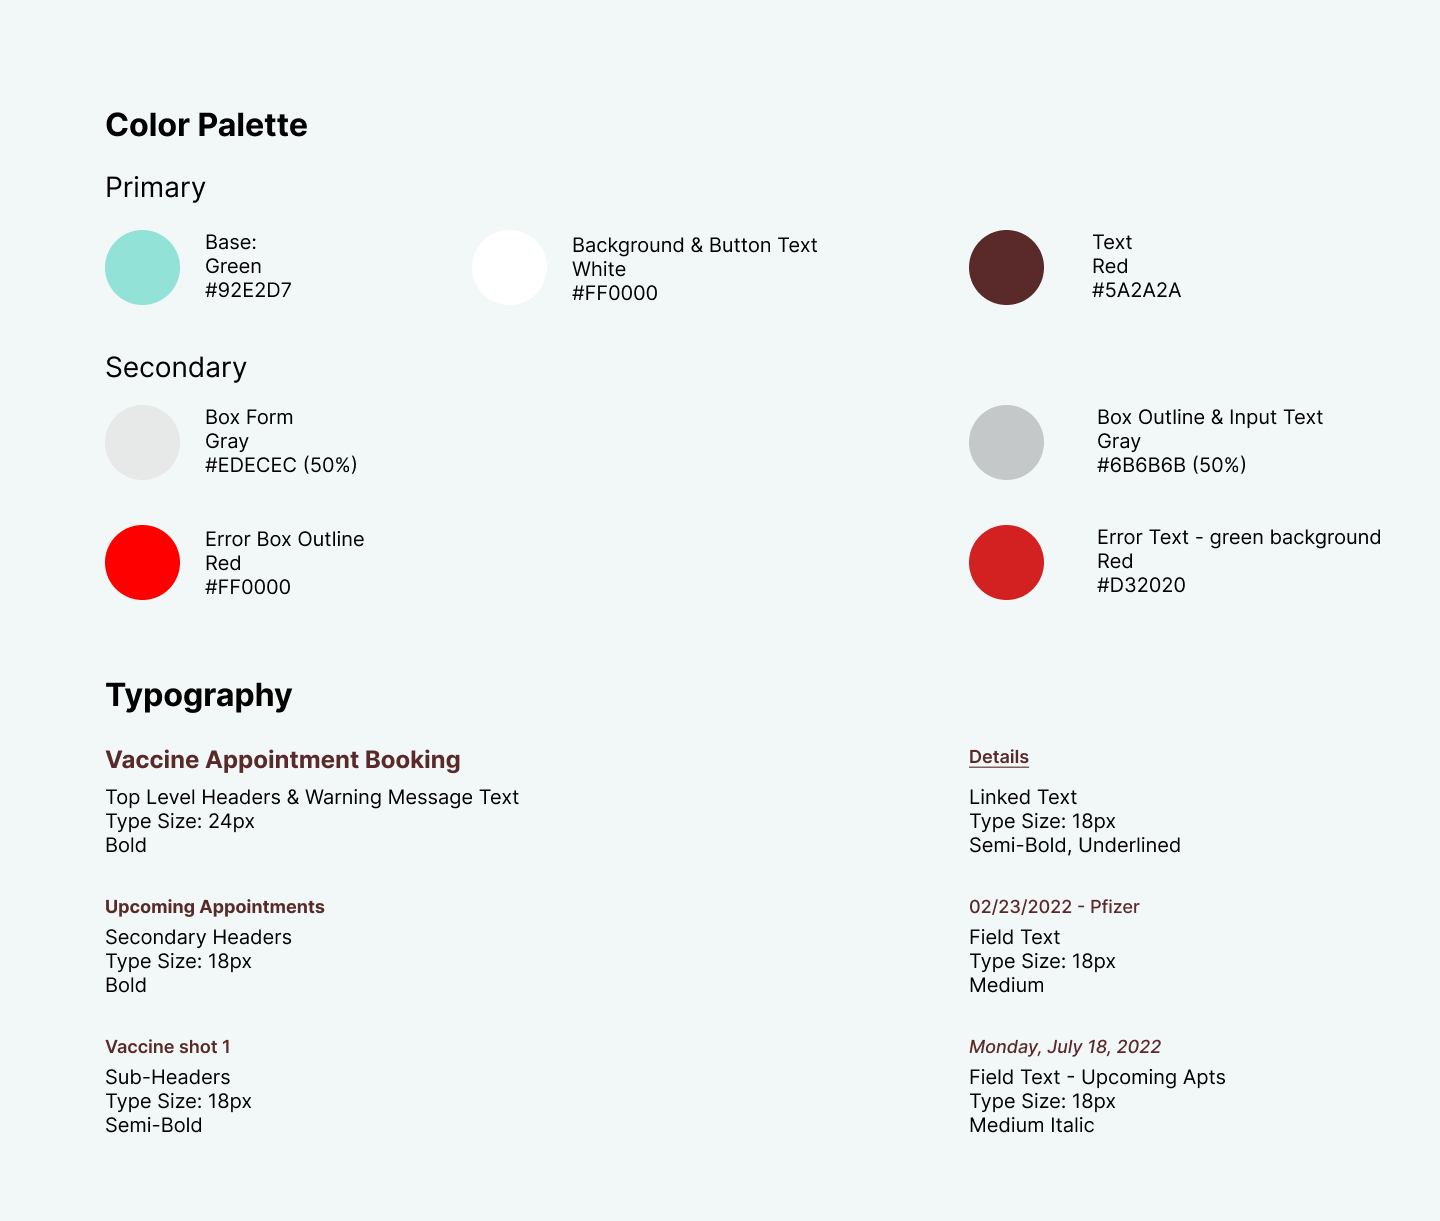 Color Palette
Primary
Base:
Green
#92E2D7
Background & Button Text
White
#FF0000
Text
Red
#5A2A2A
Secondary
Box Form
Gray
#EDECEC (50%)
Box Outline & Input Text
Gray
#6B6B6B (50%)
Error Box Outline
Red
#FF0000
Error Text - green background
Red
#D32020
Typography
Vaccine Appointment Booking
Top Level Headers & Warning Message Text
Type Size: 24px
Bold
Details
Linked Text
Type Size: 18px
Semi-Bold, Underlined
Upcoming Appointments
Secondary Headers
Type Size: 18px
Bold
02/23/2022 - Pfizer
Field Text
Type Size: 18px
Medium
Vaccine shot 1
Sub-Headers
Type Size: 18px
Semi-Bold
Monday, July 18, 2022
Field Text - Upcoming Apts
Type Size: 18px
Medium Italic